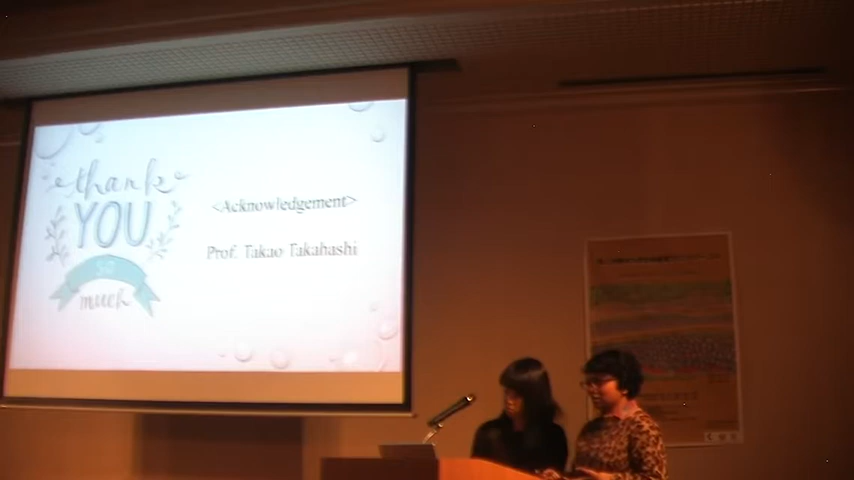 thank
YOU
so
much
<Acknowledgement>
Prof. Takao Takahashi